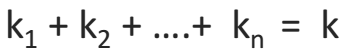 k₁ + k₂ + ....+ kₙ = k